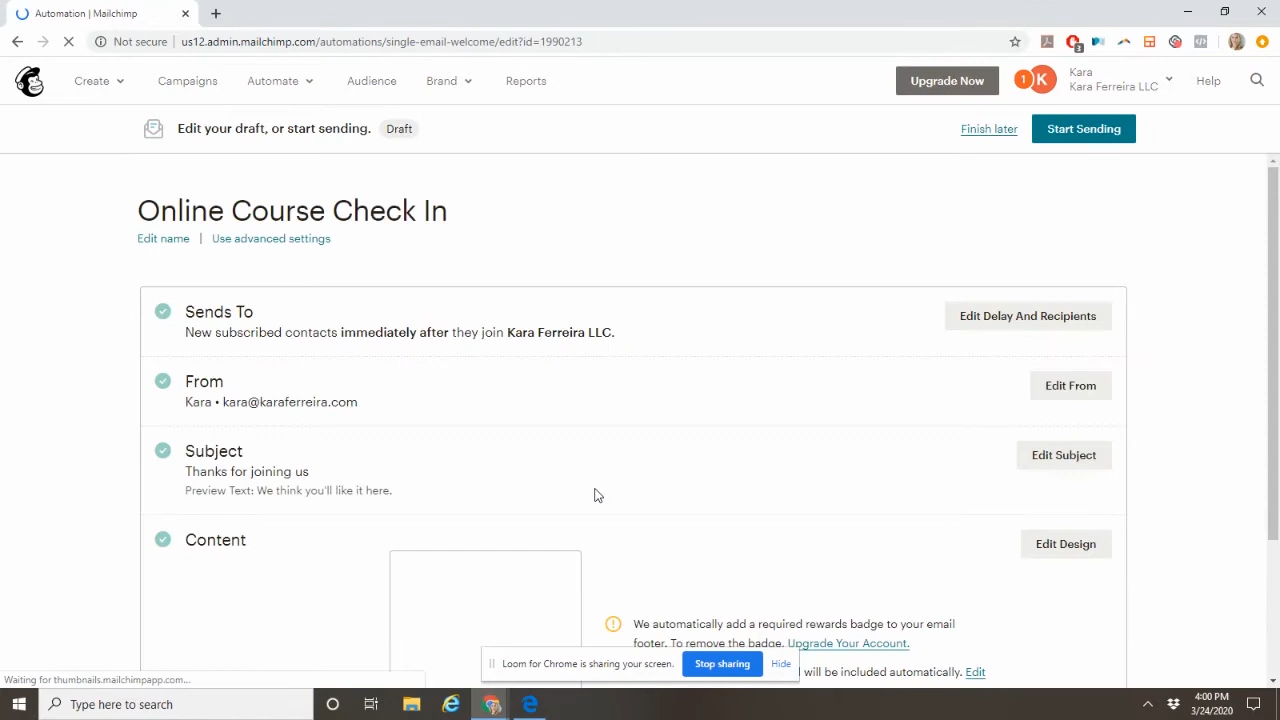 Automation | Mailchimp
Not secure | us12.admin.mailchimp.com/automations/single-email-welcome/edit?id=1990213
3
Create Campaigns Automate Audience Brand Reports
Upgrade Now
1 K
Kara
Kara Ferreira LLC
Help
Edit your draft, or start sending. Draft
Finish later
Start Sending
Online Course Check In
Edit name | Use advanced settings
Sends To
New subscribed contacts immediately after they join Kara Ferreira LLC.
Edit Delay And Recipients
From
Kara • kara@karaferreira.com
Edit From
Subject
Thanks for joining us
Preview Text: We think you'll like it here.
Edit Subject
Content
Edit Design
We automatically add a required rewards badge to your email
footer. To remove the badge, Upgrade Your Account.
will be included automatically. Edit
Loom for Chrome is sharing your screen. Stop sharing Hide
Waiting for thumbnails.mailchimpapp.com...
Type here to search
4:00 PM
3/24/2020